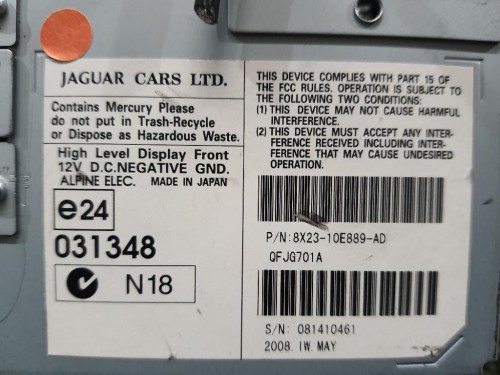 JAGUAR CARS LTD.
Contains Mercury Please
do not put in Trash-Recycle
or Dispose as Hazardous Waste.
High Level Display Front
12V D.C.NEGATIVE GND.
ALPINE ELEC. MADE IN JAPAN
e24
031348
N18
THIS DEVICE COMPLIES WITH PART 15 OF
THE FCC RULES. OPERATION IS SUBJECT TO
THE FOLLOWING TWO CONDITIONS:
(1) THIS DEVICE MAY NOT CAUSE HARMFUL
INTERFERENCE.
(2) THIS DEVICE MUST ACCEPT ANY INTER-
FERENCE RECEIVED INCLUDING INTER-
FERENCE THAT MAY CAUSE UNDESIRED
OPERATION.
P/N:8X23-10E889-AD
QFJG701A
S/N: 081410461
2008. IW MAY